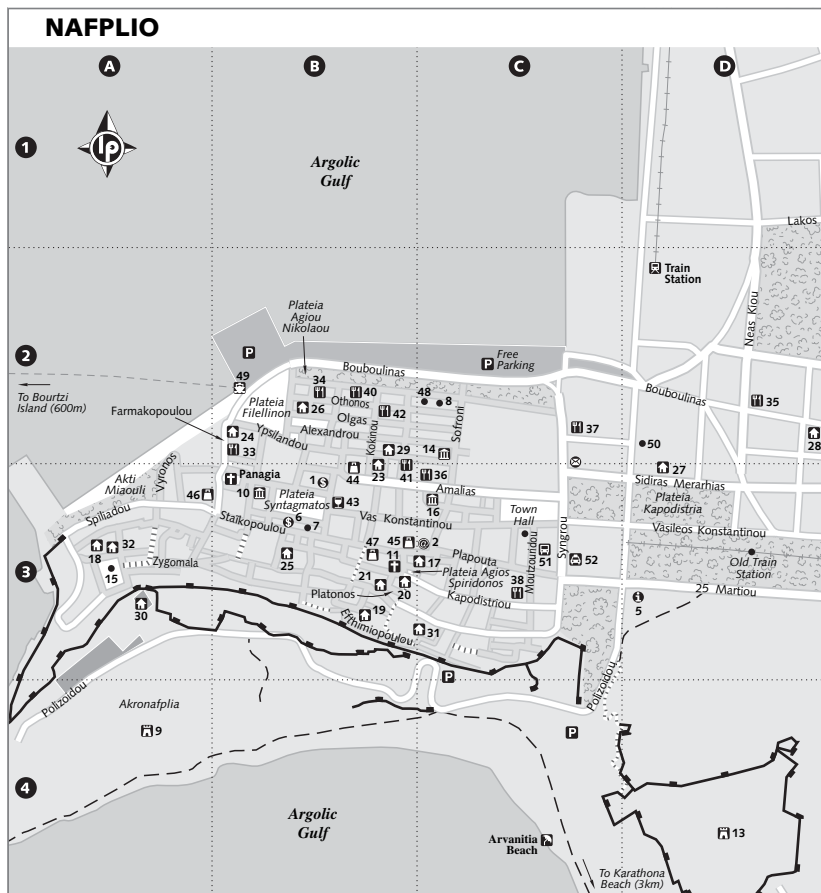 NAFPLIO
A
B
C
D
1
lp
Argolic
Gulf
Lakos
Train
Station
Neas Kiou
2
Plateia
Agiou
Nikolaou
P
Free
Parking
P
49
Bouboulinas
Bouboulinas
To Bourtzi
Island (600m)
34
40
48
8
35
Farmakopoulou
Plateia
Filellinon
26
Othonos
Olgas
42
Sofroni
37
50
28
24
Ypsilandou
Alexandrou
Kokinou
33
29
14
27
Akti
Miaouli
Vyronos
Panagia
1
44
23
41
36
Sidiras Merarhias
46
10
Plateia
Syntagmatos
43
16
Amalias
Plateia
Kapodistria
Spiliadou
Staïkopoulou
$ 6
7
Vas Konstantinou
Town
Hall
Syngrou
Vasileos Konstantinou
3
18
32
15
Zygomala
25
47
45
@ 2
11
17
Plapouta
Moutzouridou
51
52
Old Train
Station
21
Plateia Agios
Spiridonos
38
Platonos
20
Kapodistriou
25 Martiou
i
5
30
19
Efthimiopoulou
31
Polizoidou
P
Polizoidou
Akronafplia
9
P
4
Argolic
Gulf
Arvanitia
Beach
13
To Karathona
Beach (3km)